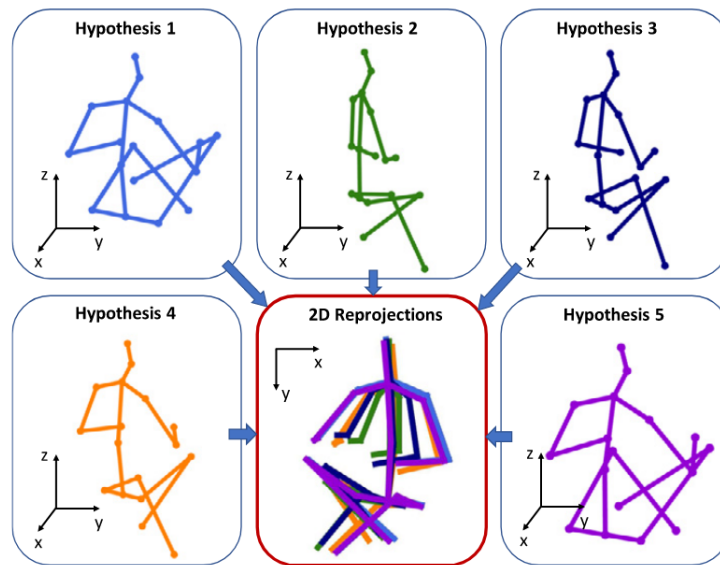 Hypothesis 1
z
y
x
Hypothesis 2
z
y
x
Hypothesis 3
z
y
x
Hypothesis 4
z
y
x
2D Reprojections
x
y
Hypothesis 5
z
y
x